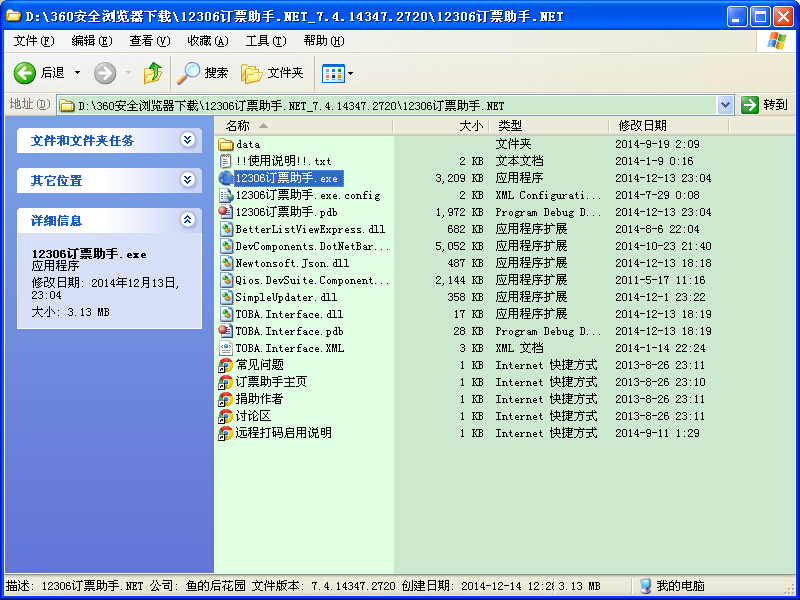 D:\360安全浏览器下载\12306订票助手.NET_7.4.14347.2720\12306订票助手.NET
文件(F) 编辑(E) 查看(V) 收藏(A) 工具(T) 帮助(H)
后退 搜索 文件夹
地址(D) D:\360安全浏览器下载\12306订票助手.NET_7.4.14347.2720\12306订票助手.NET 转到
文件和文件夹任务
其它位置
详细信息
12306订票助手.exe
应用程序
修改日期: 2014年12月13日,
23:04
大小: 3.13 MB
名称 大小 类型 修改日期
data 文件夹 2014-9-19 2:09
!!使用说明!!.txt 2 KB 文本文档 2014-1-9 0:16
12306订票助手.exe 3,209 KB 应用程序 2014-12-13 23:04
12306订票助手.exe.config 2 KB XML Configurati... 2014-7-29 0:08
12306订票助手.pdb 1,972 KB Program Debug D... 2014-12-13 23:04
BetterListViewExpress.dll 682 KB 应用程序扩展 2014-8-6 22:04
DevComponents.DotNetBar... 5,052 KB 应用程序扩展 2014-10-23 21:40
Newtonsoft.Json.dll 487 KB 应用程序扩展 2014-12-13 18:18
Qios.DevSuite.Component... 2,144 KB 应用程序扩展 2011-5-17 11:16
SimpleUpdater.dll 358 KB 应用程序扩展 2014-12-1 23:22
TOBA.Interface.dll 17 KB 应用程序扩展 2014-12-13 18:19
TOBA.Interface.pdb 28 KB Program Debug D... 2014-12-13 18:19
TOBA.Interface.XML 3 KB XML 文档 2014-1-14 22:24
常见问题 1 KB Internet 快捷方式 2013-8-26 23:11
订票助手主页 1 KB Internet 快捷方式 2013-8-26 23:10
捐助作者 1 KB Internet 快捷方式 2013-8-26 23:11
讨论区 1 KB Internet 快捷方式 2013-8-26 23:11
远程打码启用说明 1 KB Internet 快捷方式 2014-9-11 1:29
描述: 12306订票助手.NET 公司: 鱼的后花园 文件版本: 7.4.14347.2720 创建日期: 2014-12-14 12:28 3.13 MB 我的电脑